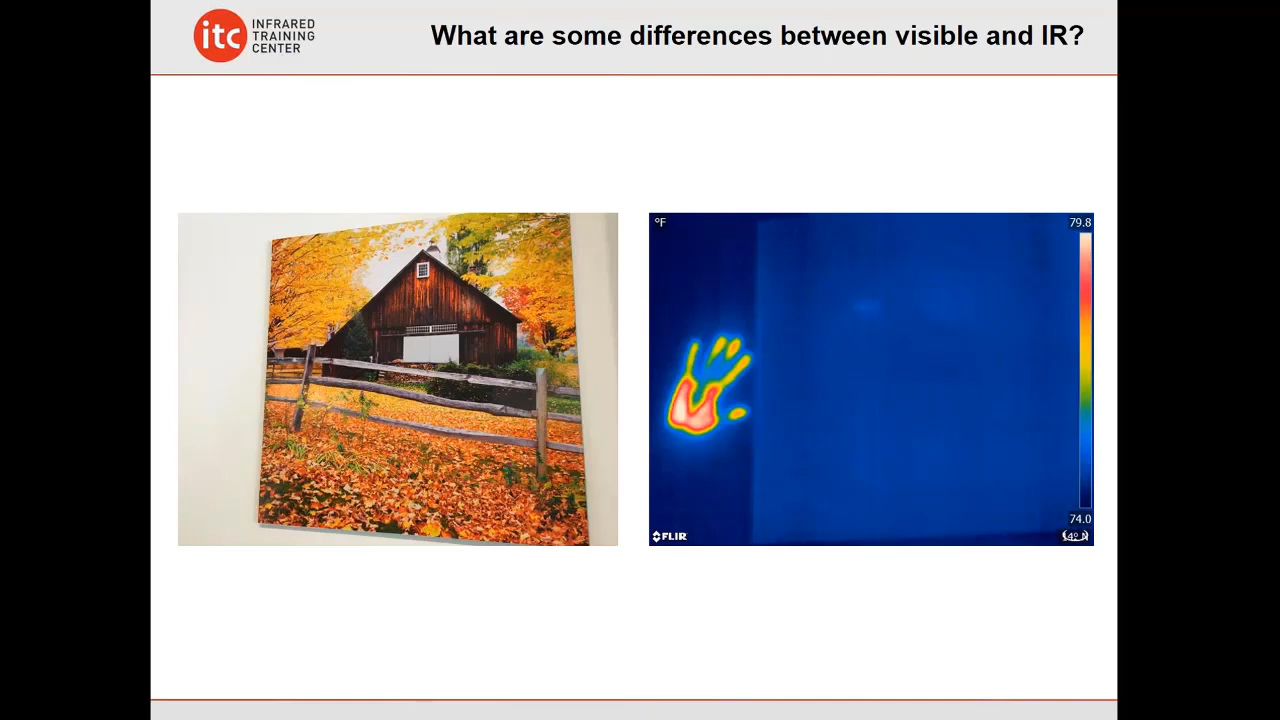 itc
INFRARED
TRAINING
CENTER
What are some differences between visible and IR?
°F
79.8
74.0
FLIR